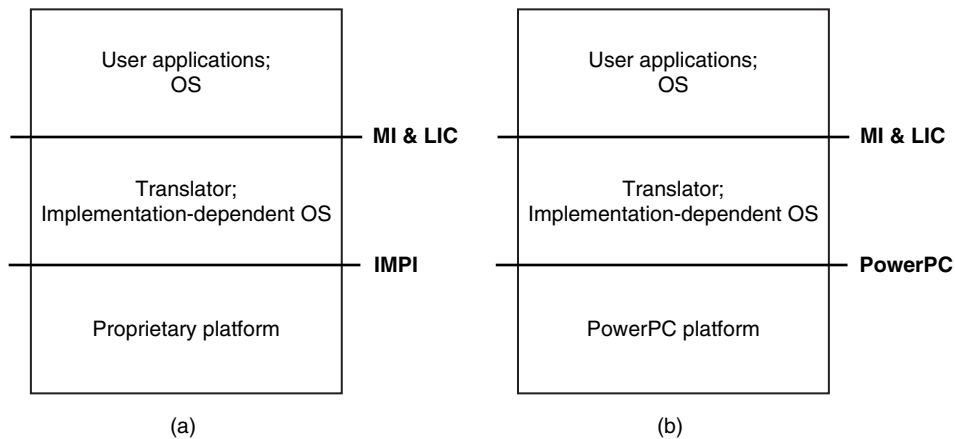 User applications;
OS
MI & LIC
Translator;
Implementation-dependent OS
IMPI
Proprietary platform
(a)
User applications;
OS
MI & LIC
Translator;
Implementation-dependent OS
PowerPC
PowerPC platform
(b)